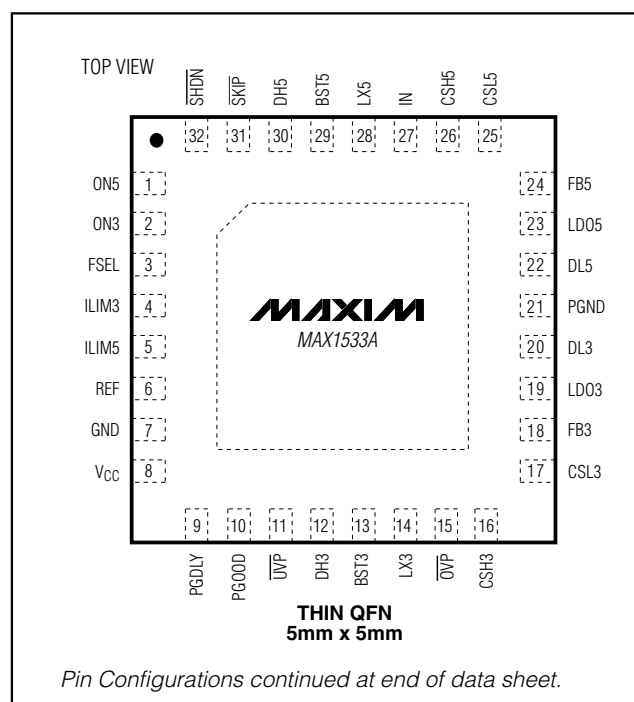 TOP VIEW
S̅H̅D̅N̅
S̅K̅I̅P̅
DH5
BST5
LX5
IN
CSH5
CSL5
32 31 30 29 28 27 26 25
ON5 1
ON3 2
FSEL 3
ILIM3 4
ILIM5 5
REF 6
GND 7
VCC 8
24 FB5
23 LDO5
22 DL5
21 PGND
20 DL3
19 LDO3
18 FB3
17 CSL3
MAXIM
MAX1533A
9 10 11 12 13 14 15 16
PGDLY
PGOOD
U̅V̅P̅
DH3
BST3
LX3
O̅V̅P̅
CSH3
THIN QFN
5mm x 5mm
Pin Configurations continued at end of data sheet.